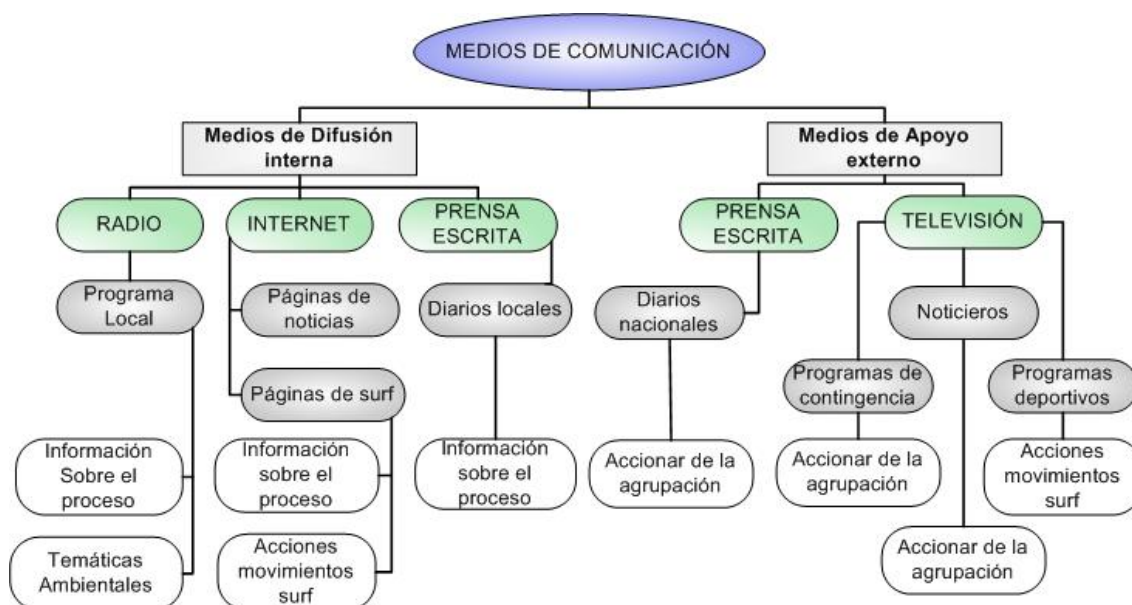 MEDIOS DE COMUNICACIÓN
Medios de Difusión
interna
Medios de Apoyo
externo
RADIO
INTERNET
PRENSA
ESCRITA
PRENSA
ESCRITA
TELEVISIÓN
Programa
Local
Páginas de
noticias
Diarios locales
Diarios
nacionales
Noticieros
Páginas de surf
Programas de
contingencia
Programas
deportivos
Información
Sobre el
proceso
Información
sobre el
proceso
Información
sobre el
proceso
Accionar de la
agrupación
Accionar de la
agrupación
Acciones
movimientos
surf
Temáticas
Ambientales
Acciones
movimientos
surf
Accionar de la
agrupación